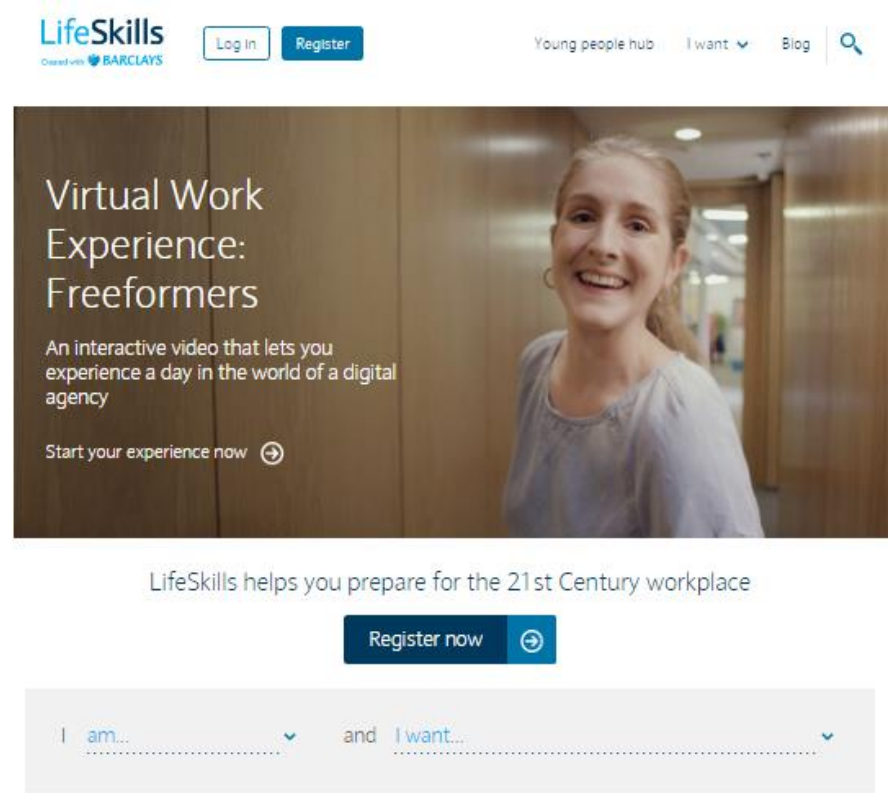 LifeSkills
Created with BARCLAYS
Log in
Register
Young people hub
I want
Blog
Virtual Work
Experience:
Freeformers
An interactive video that lets you
experience a day in the world of a digital
agency
Start your experience now
LifeSkills helps you prepare for the 21st Century workplace
Register now
I am... and I want...